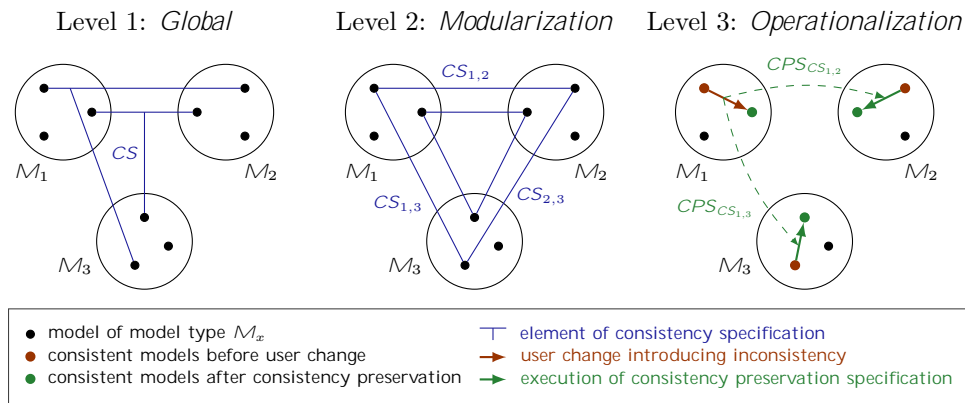 Level 1: Global
Level 2: Modularization
Level 3: Operationalization
CS₁,₂
CPS_CS₁,₂
CS
M₁
M₂
M₁
M₂
M₁
M₂
CS₁,₃
CS₂,₃
CPS_CS₁,₃
M₃
M₃
M₃
model of model type Mₓ
consistent models before user change
consistent models after consistency preservation
element of consistency specification
user change introducing inconsistency
execution of consistency preservation specification